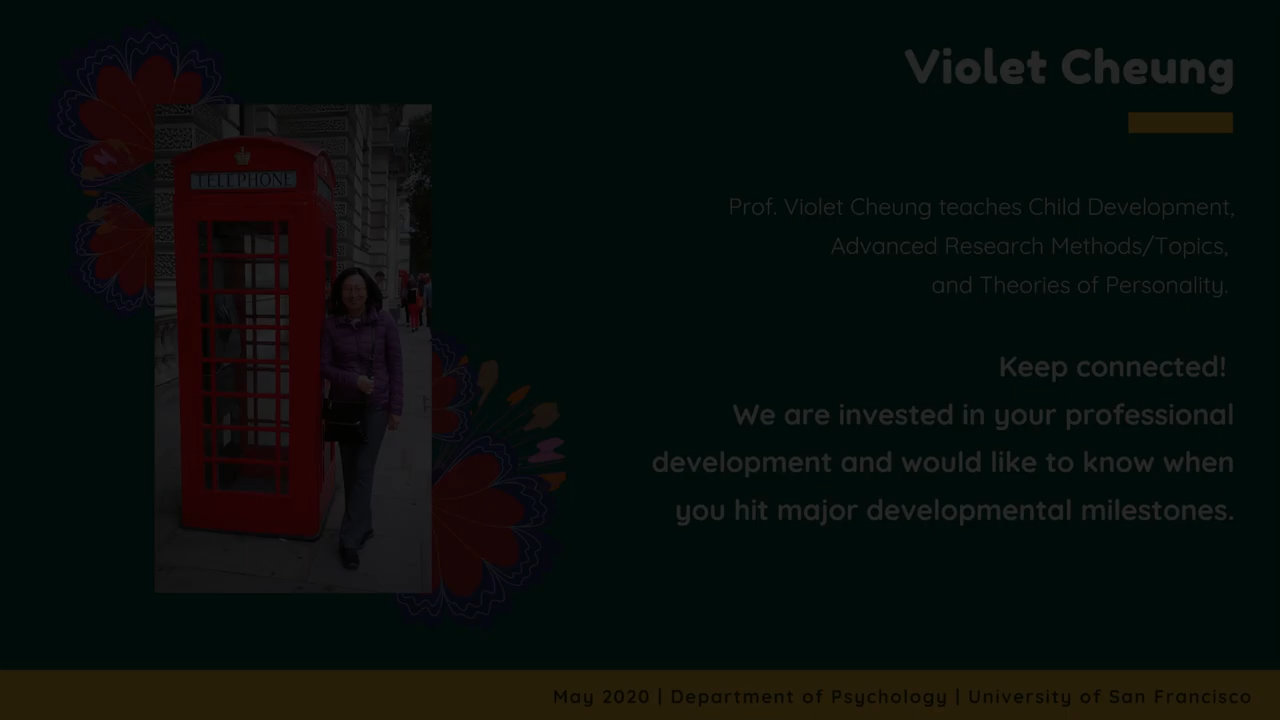 Violet Cheung
TELEPHONE
Prof. Violet Cheung teaches Child Development,
Advanced Research Methods/Topics,
and Theories of Personality.
Keep connected!
We are invested in your professional
development and would like to know when
you hit major developmental milestones.
May 2020 | Department of Psychology | University of San Francisco